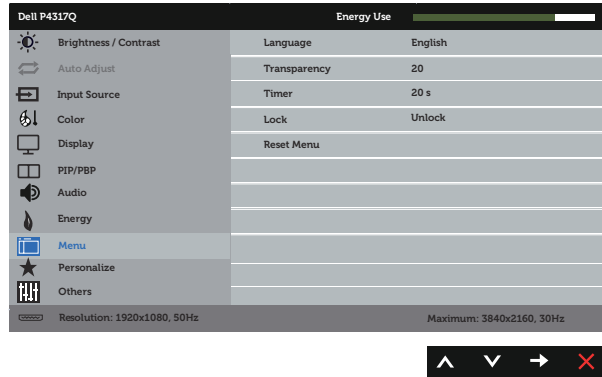 Dell P4317Q Energy Use
Brightness / Contrast
Auto Adjust
Input Source
Color
Display
PIP/PBP
Audio
Energy
Menu
Personalize
Others
Language English
Transparency 20
Timer 20 s
Lock Unlock
Reset Menu
Resolution: 1920x1080, 50Hz Maximum: 3840x2160, 30Hz